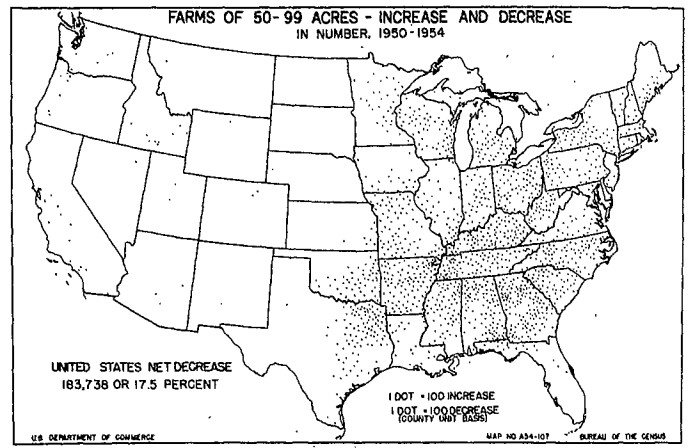 FARMS OF 50-99 ACRES - INCREASE AND DECREASE
IN NUMBER, 1950-1954
UNITED STATES NET DECREASE
183,738 OR 17.5 PERCENT
1 DOT = 100 INCREASE
1 DOT = 100 DECREASE
(COUNTY UNIT BASIS)
U.S. DEPARTMENT OF COMMERCE
MAP NO. A54-107
BUREAU OF THE CENSUS